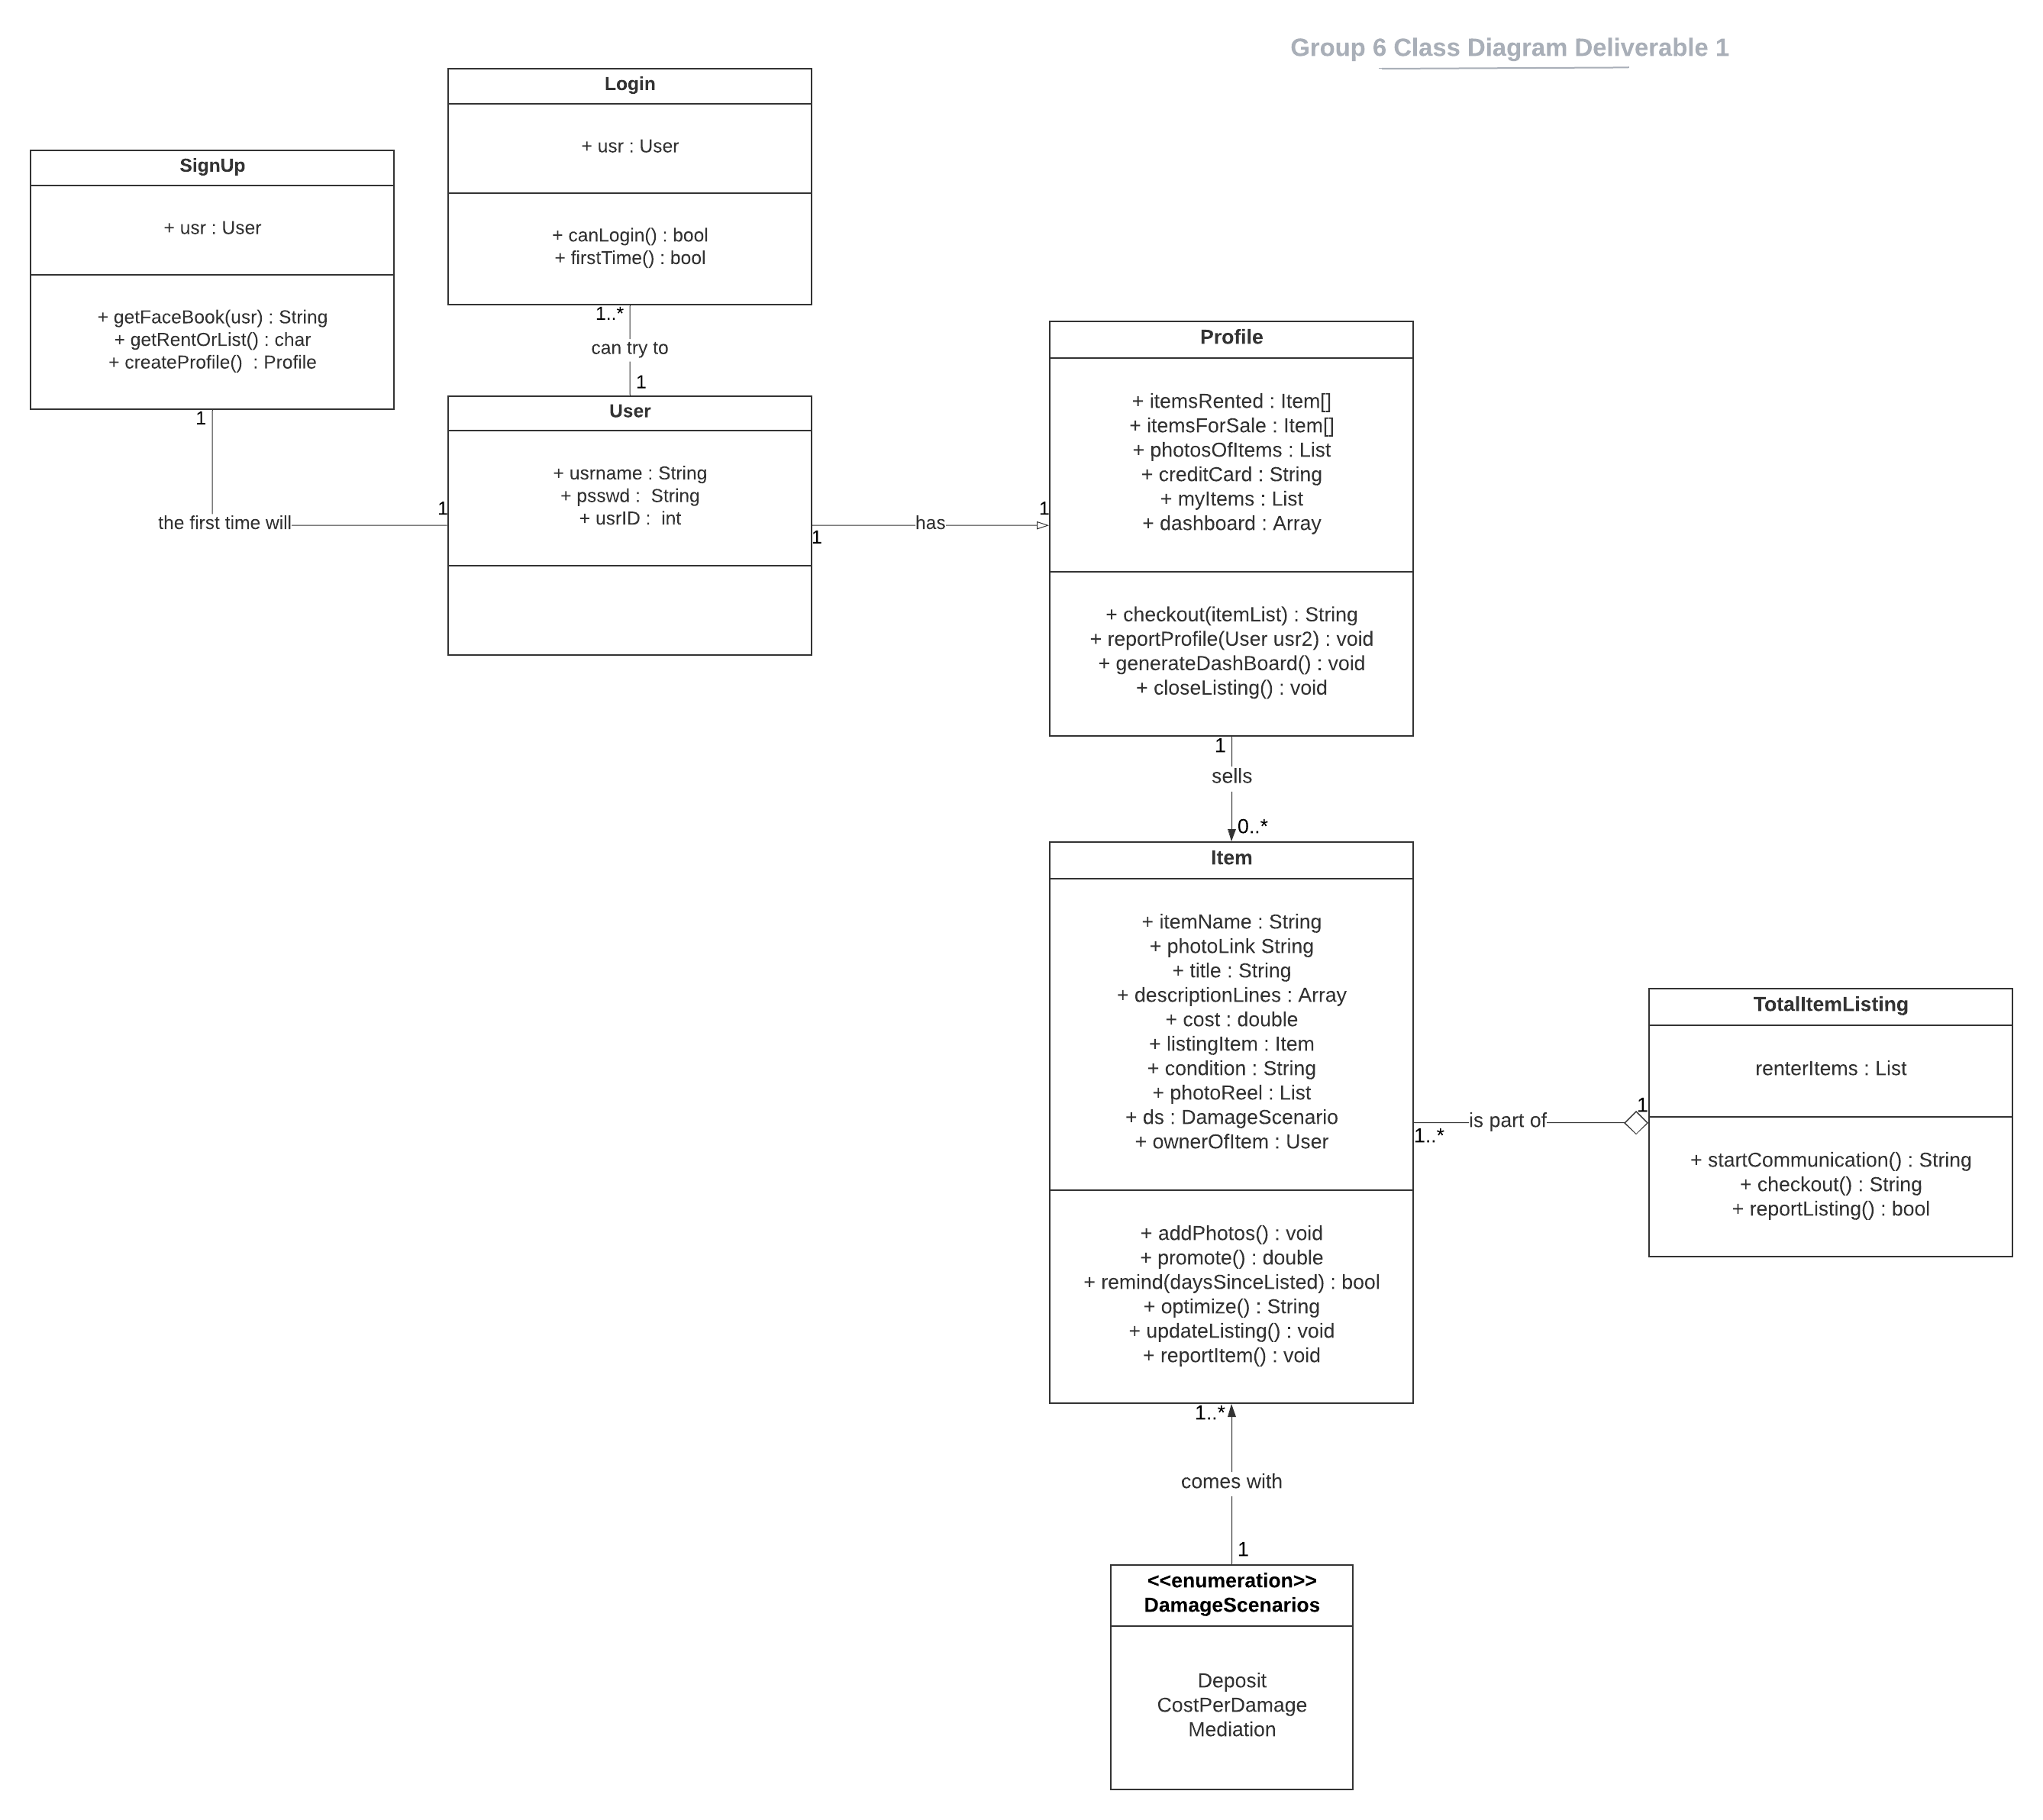 Group 6 Class Diagram Deliverable 1
Login
+ usr : User
+ canLogin() : bool
+ firstTime() : bool
SignUp
+ usr : User
+ getFaceBook(usr) : String
+ getRentOrList() : char
+ createProfile()  : Profile
1..*
can try to
1
1
the first time will
1
User
+ usrname : String
+ psswd :  String
+ usrID :  int
1
has
1
Profile
+ itemsRented : Item[]
+ itemsForSale : Item[]
+ photosOfItems : List
+ creditCard : String
+ myItems : List
+ dashboard : Array
+ checkout(itemList) : String
+ reportProfile(User usr2) : void
+ generateDashBoard() : void
+ closeListing() : void
1
sells
0..*
Item
+ itemName : String
+ photoLink String
+ title : String
+ descriptionLines : Array
+ cost : double
+ listingItem : Item
+ condition : String
+ photoReel : List
+ ds : DamageScenario
+ ownerOfItem : User
+ addPhotos() : void
+ promote() : double
+ remind(daysSinceListed) : bool
+ optimize() : String
+ updateListing() : void
+ reportItem() : void
1..*
is part of
1
TotalItemListing
renterItems : List
+ startCommunication() : String
+ checkout() : String
+ reportListing() : bool
1..*
comes with
1
<<enumeration>>
DamageScenarios
Deposit
CostPerDamage
Mediation